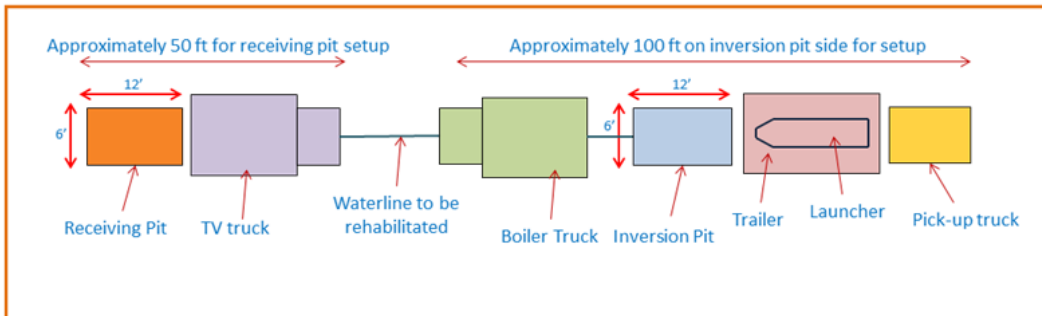 Approximately 50 ft for receiving pit setup
Approximately 100 ft on inversion pit side for setup
12’
12’
6’
6’
Receiving Pit
TV truck
Waterline to be
rehabilitated
Boiler Truck
Inversion Pit
Trailer
Launcher
Pick-up truck